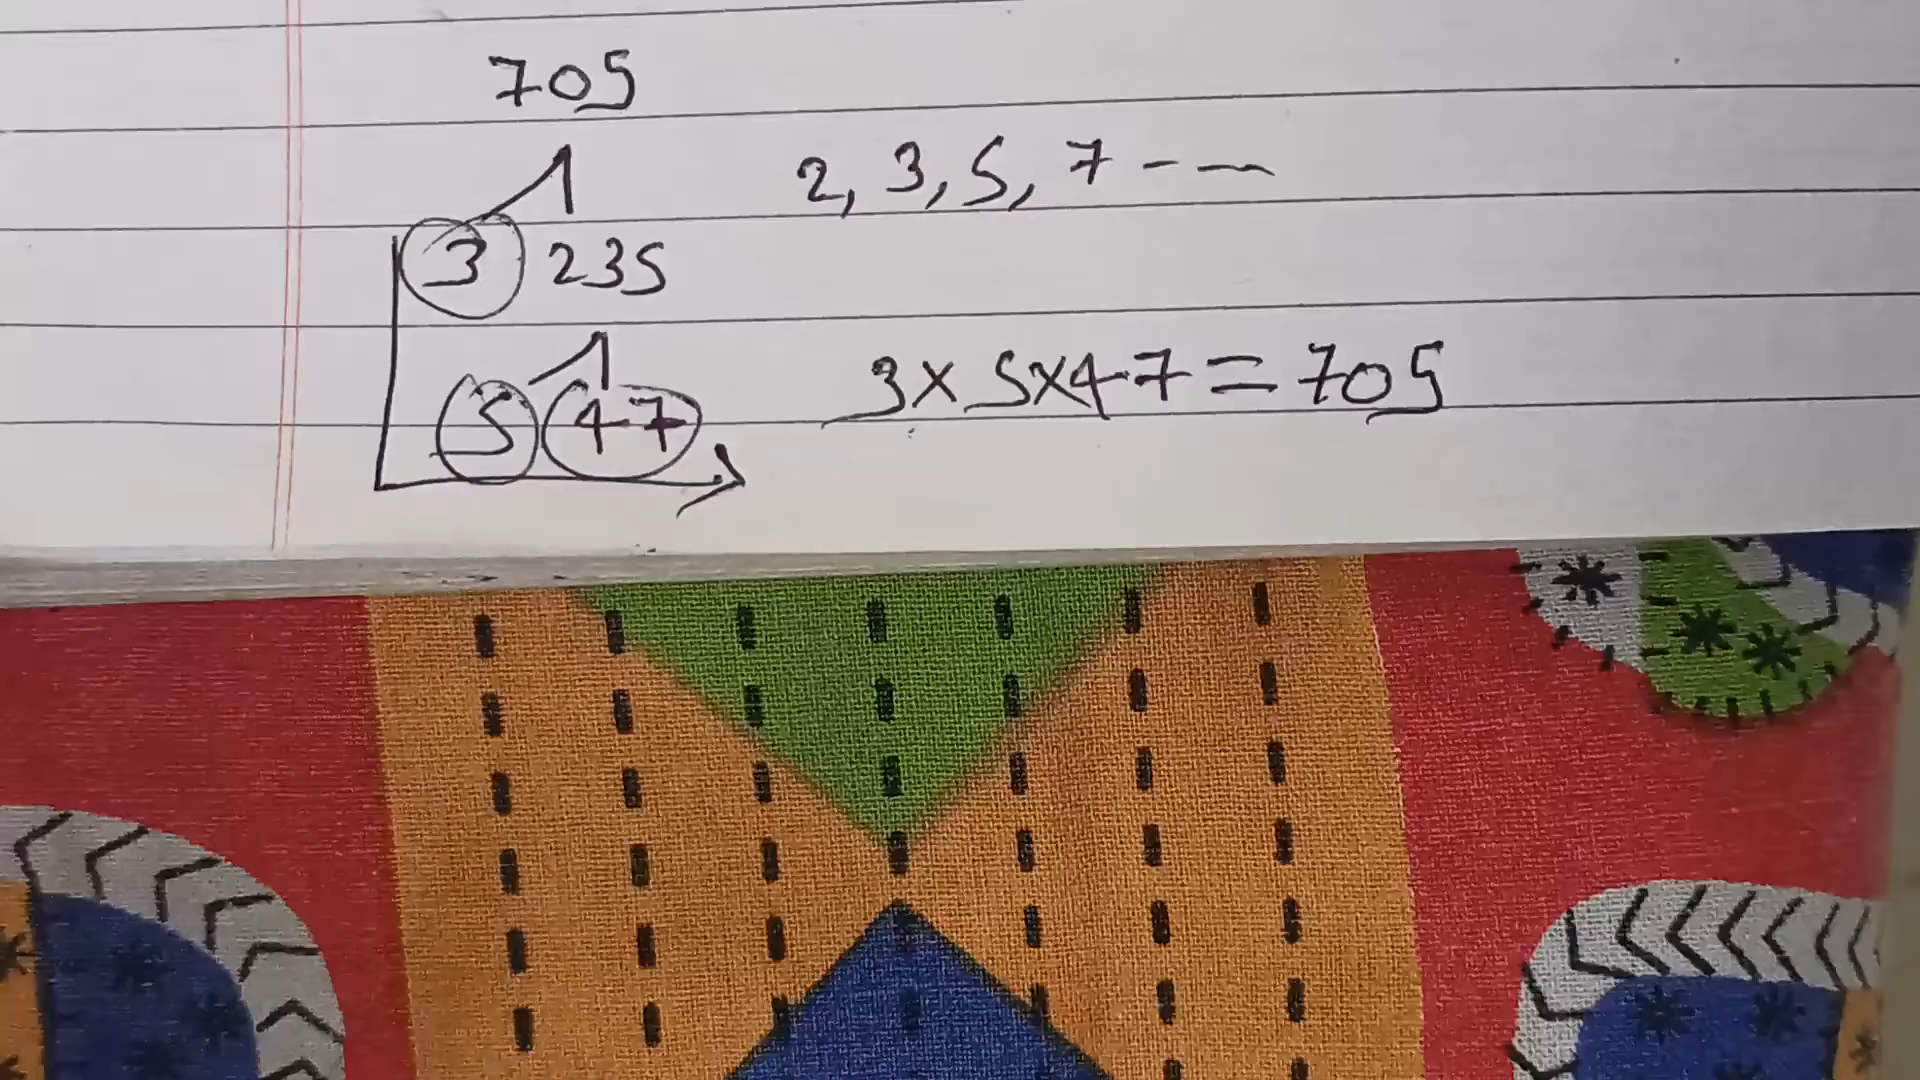 705
2, 3, 5, 7 - —
3 235
5 47
3 x 5 x 47 = 705